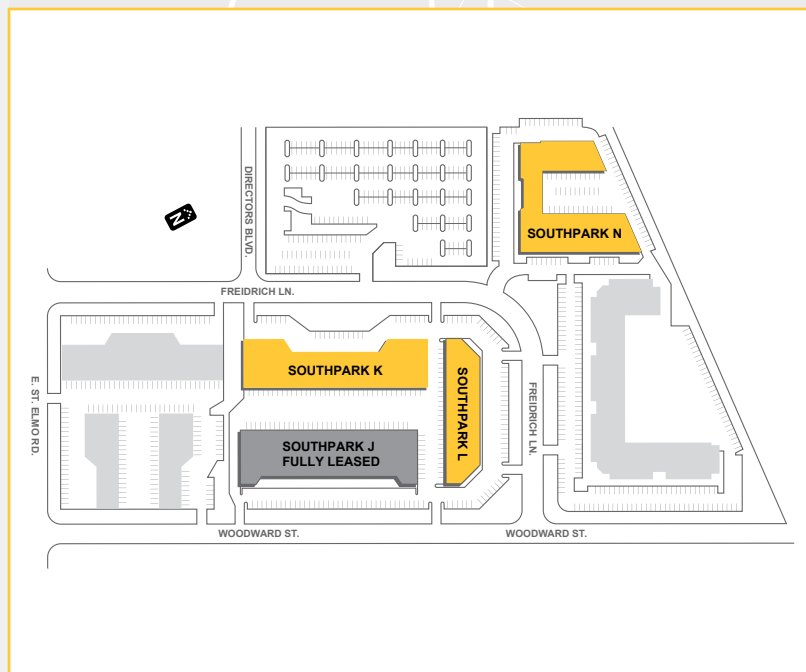 DIRECTORS BLVD.
N
SOUTHPARK N
FREIDRICH LN.
SOUTHPARK K
SOUTHPARK L
E. ST. ELMO RD.
FREIDRICH LN.
SOUTHPARK J
FULLY LEASED
WOODWARD ST.
WOODWARD ST.